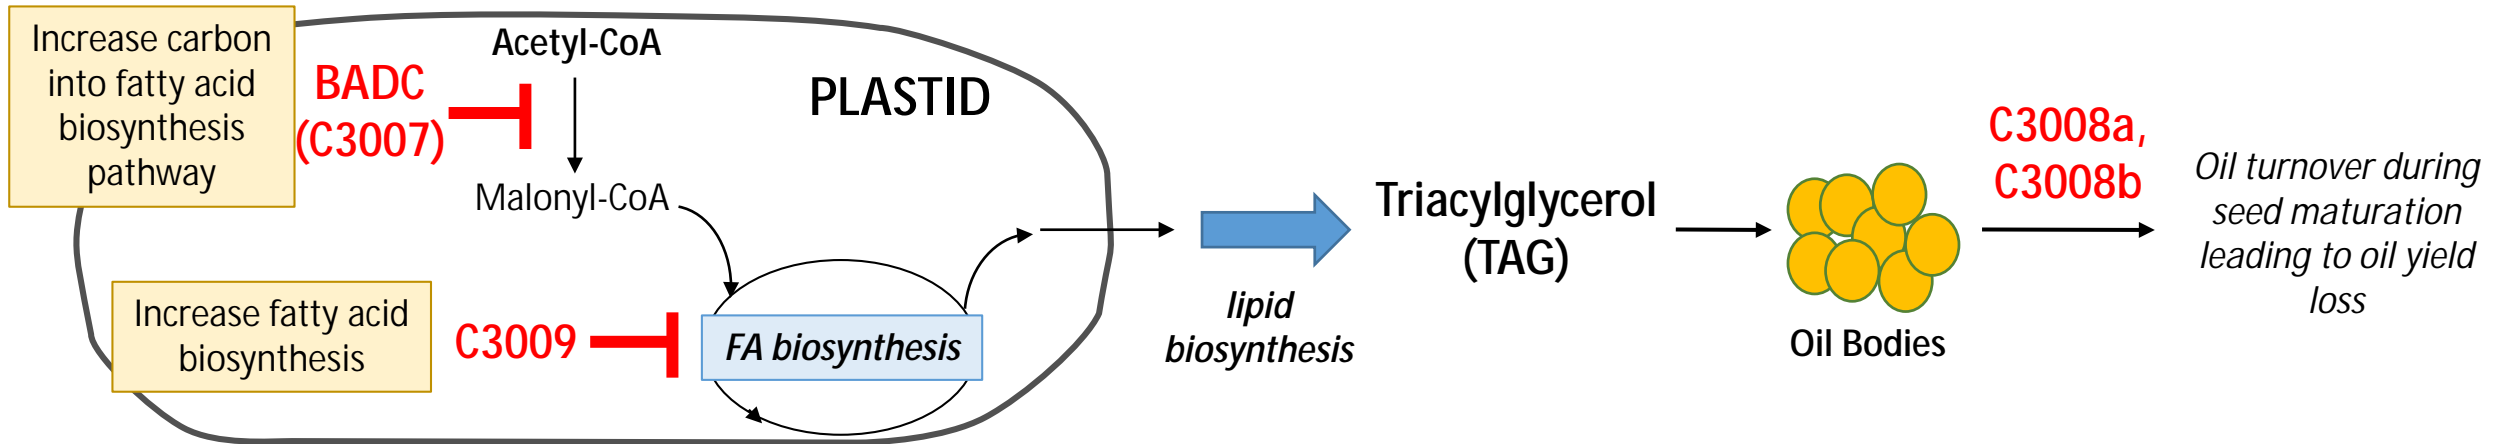 Increase carbon
into fatty acid
biosynthesis
pathway
BADC
(C3007)
Acetyl-CoA
Malonyl-CoA
PLASTID
Increase fatty acid
biosynthesis
C3009
FA biosynthesis
lipid
biosynthesis
Triacylglycerol
(TAG)
Oil Bodies
C3008a,
C3008b
Oil turnover during
seed maturation
leading to oil yield
loss